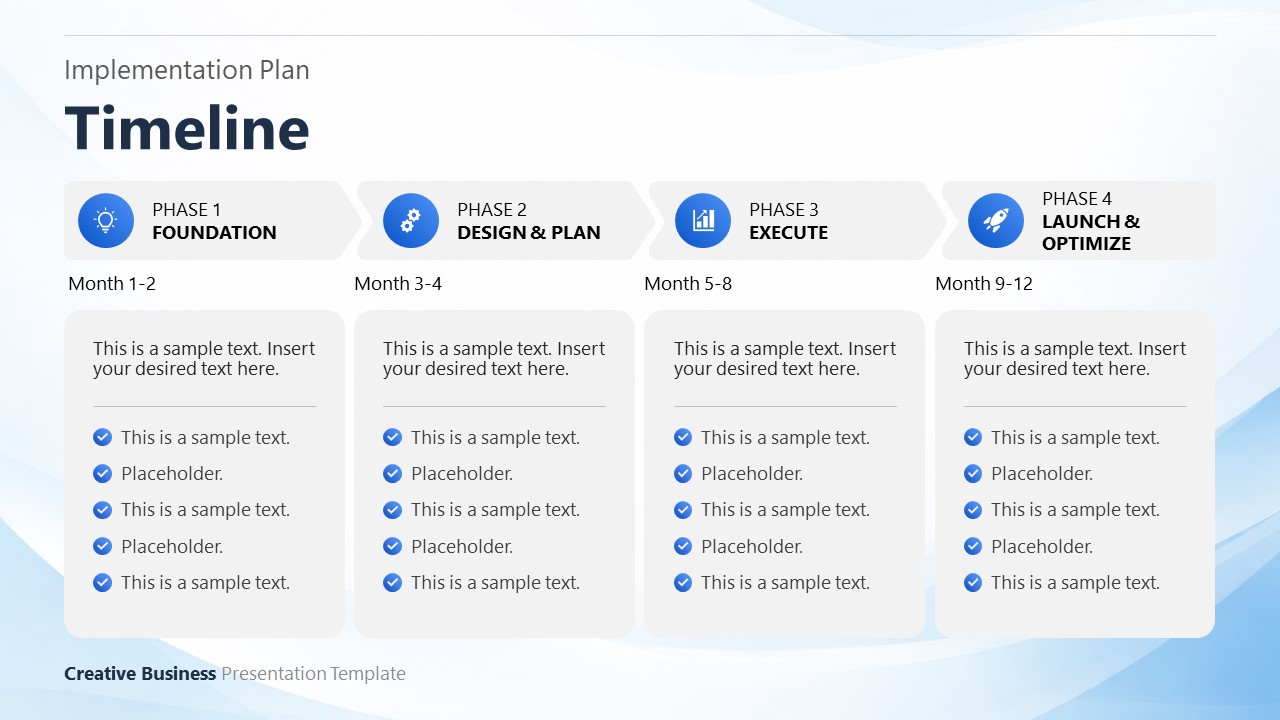 Implementation Plan
Timeline
PHASE 1
FOUNDATION
PHASE 2
DESIGN & PLAN
PHASE 3
EXECUTE
PHASE 4
LAUNCH &
OPTIMIZE
Month 1-2
Month 3-4
Month 5-8
Month 9-12
This is a sample text. Insert
your desired text here.
This is a sample text.
Placeholder.
This is a sample text.
Placeholder.
This is a sample text.
This is a sample text. Insert
your desired text here.
This is a sample text.
Placeholder.
This is a sample text.
Placeholder.
This is a sample text.
This is a sample text. Insert
your desired text here.
This is a sample text.
Placeholder.
This is a sample text.
Placeholder.
This is a sample text.
This is a sample text. Insert
your desired text here.
This is a sample text.
Placeholder.
This is a sample text.
Placeholder.
This is a sample text.
Creative Business Presentation Template